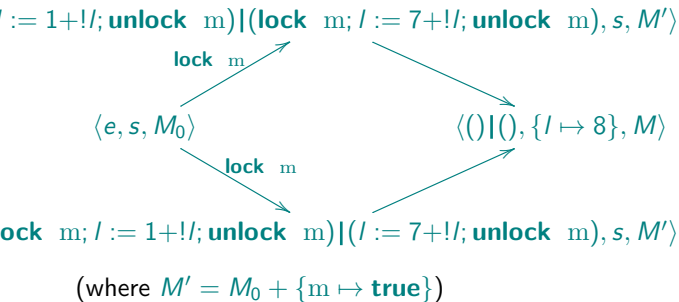 l := 1+!l; unlock m)|(lock m; l := 7+!l; unlock m), s, M′⟩
lock m
⟨e, s, M₀⟩ ⟨()|(), {l ↦ 8}, M⟩
lock m
ock m; l := 1+!l; unlock m)|(l := 7+!l; unlock m), s, M′⟩
(where M′ = M₀ + {m ↦ true})